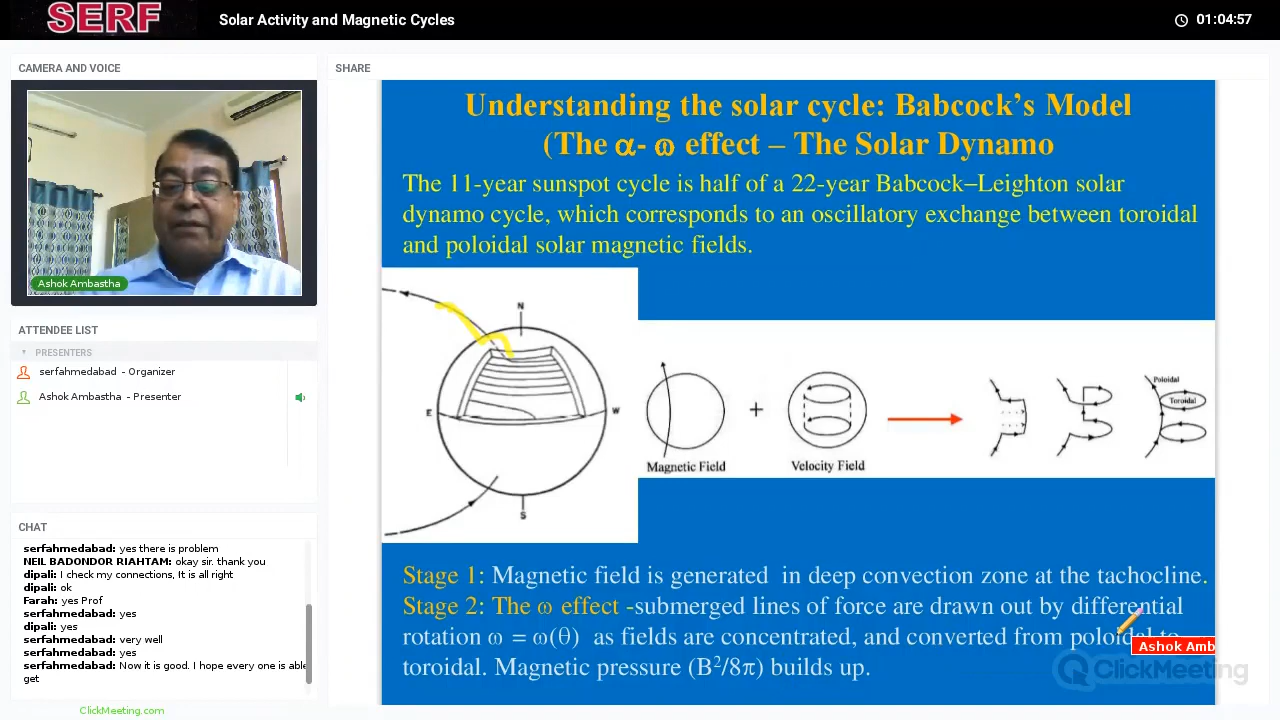 SERF
Solar Activity and Magnetic Cycles
01:04:57
CAMERA AND VOICE
Ashok Ambastha
ATTENDEE LIST
PRESENTERS
serfahmedabad - Organizer
Ashok Ambastha - Presenter
CHAT
serfahmedabad: yes there is problem
NEIL BADONDOR RIAHTAM: okay sir. thank you
dipali: I check my connections, It is all right
dipali: ok
Farah: yes Prof
serfahmedabad: yes
dipali: yes
serfahmedabad: very well
serfahmedabad: yes
serfahmedabad: Now it is good. I hope every one is able
get
ClickMeeting.com
SHARE
Understanding the solar cycle: Babcock's Model
(The α- ω effect – The Solar Dynamo
The 11-year sunspot cycle is half of a 22-year Babcock–Leighton solar
dynamo cycle, which corresponds to an oscillatory exchange between toroidal
and poloidal solar magnetic fields.
N
E
W
S
Magnetic Field
+
Velocity Field
Poloidal
Toroidal
Stage 1: Magnetic field is generated in deep convection zone at the tachocline.
Stage 2: The ω effect -submerged lines of force are drawn out by differential
rotation ω = ω(θ) as fields are concentrated, and converted from poloidal to
toroidal. Magnetic pressure (B²/8π) builds up.
Ashok Amb
ClickMeeting